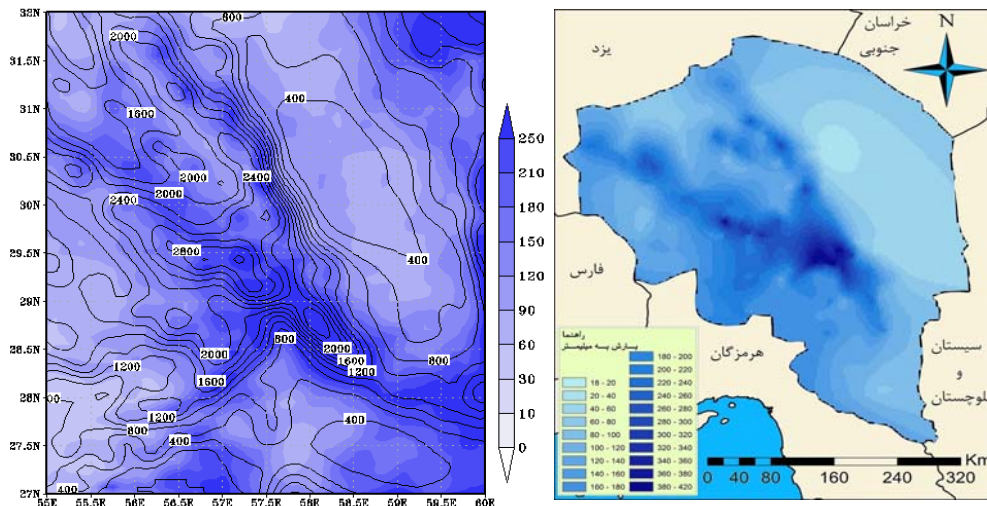 32N
31.5N
31N
30.5N
30N
29.5N
29N
28.5N
28N
27.5N
27N
55E
55.5E
56E
56.5E
57E
57.5E
58E
58.5E
59E
59.5E
60E
800
2000
400
1600
2400
2000
2000
2400
2800
400
800
2000
2000
1600
800
1200
1200
1600
1200
800
400
400
400
250
210
180
150
120
90
60
30
10
0
یزد
خراسان
جنوبی
N
فارس
هرمزگان
سیستان
و
بلوچستان
راهنما
بارش به میلیمتر
18 - 20
20 - 40
40 - 60
60 - 80
80 - 100
100 - 120
120 - 140
140 - 160
160 - 180
180 - 200
200 - 220
220 - 240
240 - 260
260 - 280
280 - 300
300 - 320
320 - 340
340 - 360
360 - 380
380 - 420
Km
0 40 80 160 240 320